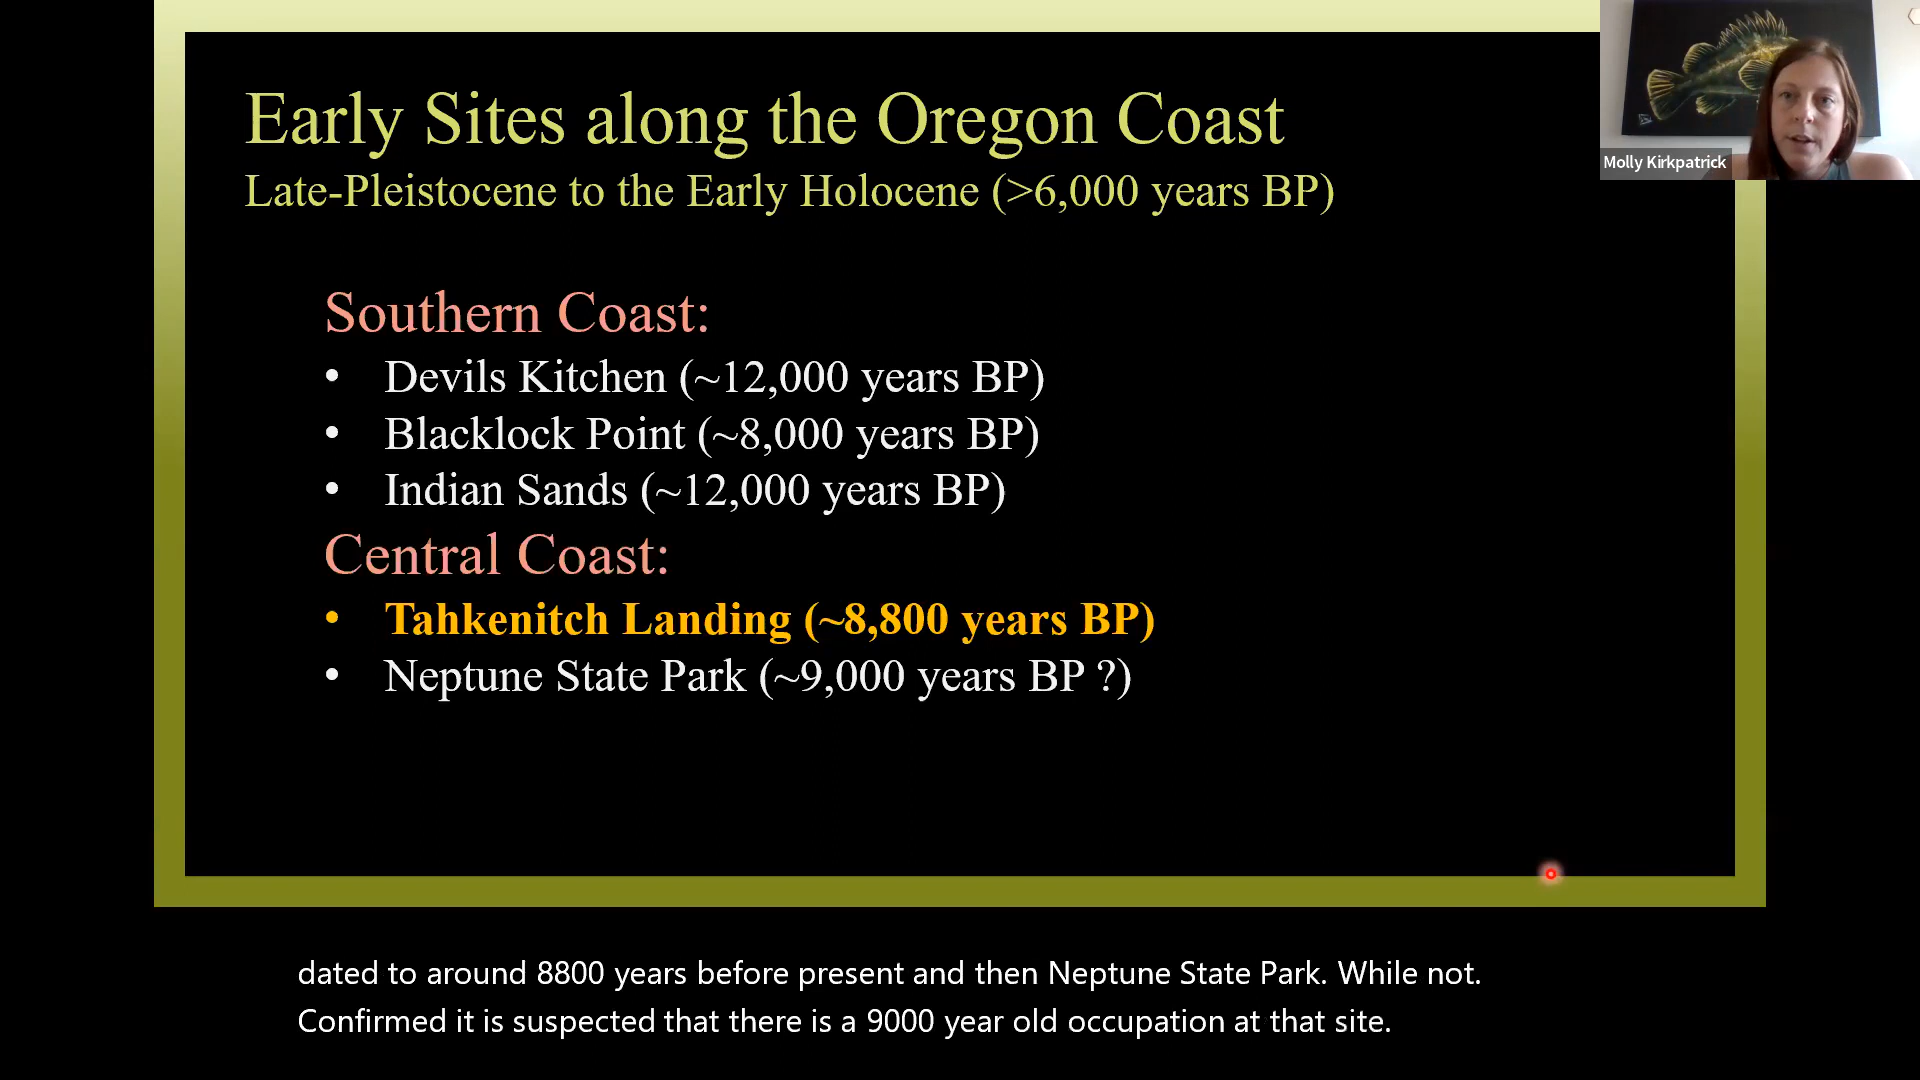 Early Sites along the Oregon Coast
Late-Pleistocene to the Early Holocene (>6,000 years BP)
Molly Kirkpatrick
Southern Coast:
• Devils Kitchen (~12,000 years BP)
• Blacklock Point (~8,000 years BP)
• Indian Sands (~12,000 years BP)
Central Coast:
• Tahkenitch Landing (~8,800 years BP)
• Neptune State Park (~9,000 years BP ?)
dated to around 8800 years before present and then Neptune State Park. While not.
Confirmed it is suspected that there is a 9000 year old occupation at that site.